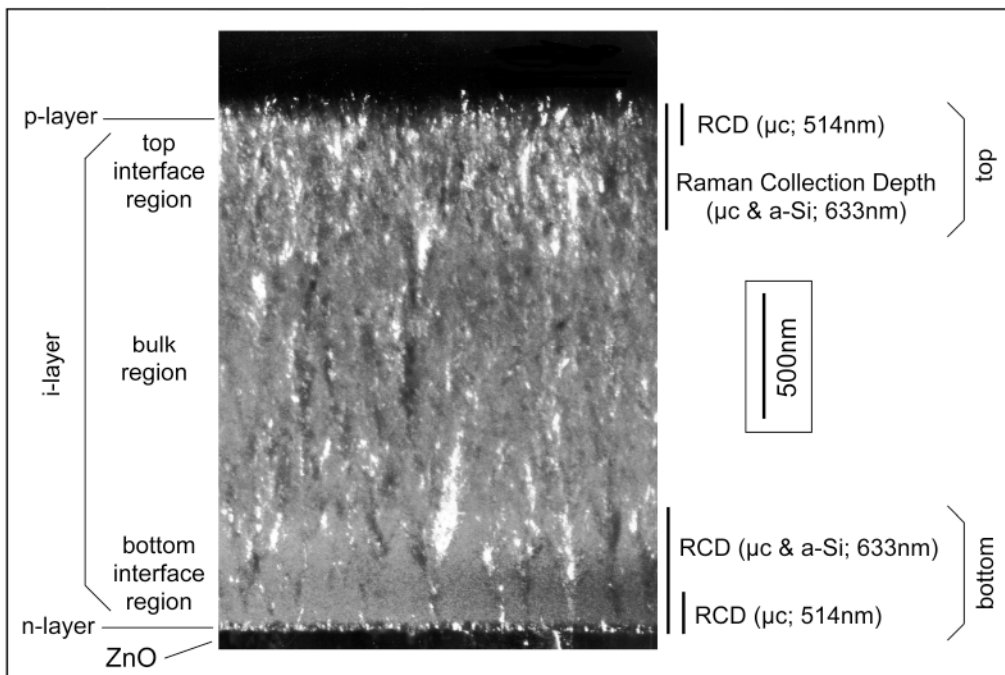 p-layer
top
interface
region
i-layer
bulk
region
bottom
interface
region
n-layer
ZnO
RCD (µc; 514nm)
Raman Collection Depth
(µc & a-Si; 633nm)
top
500nm
RCD (µc & a-Si; 633nm)
RCD (µc; 514nm)
bottom